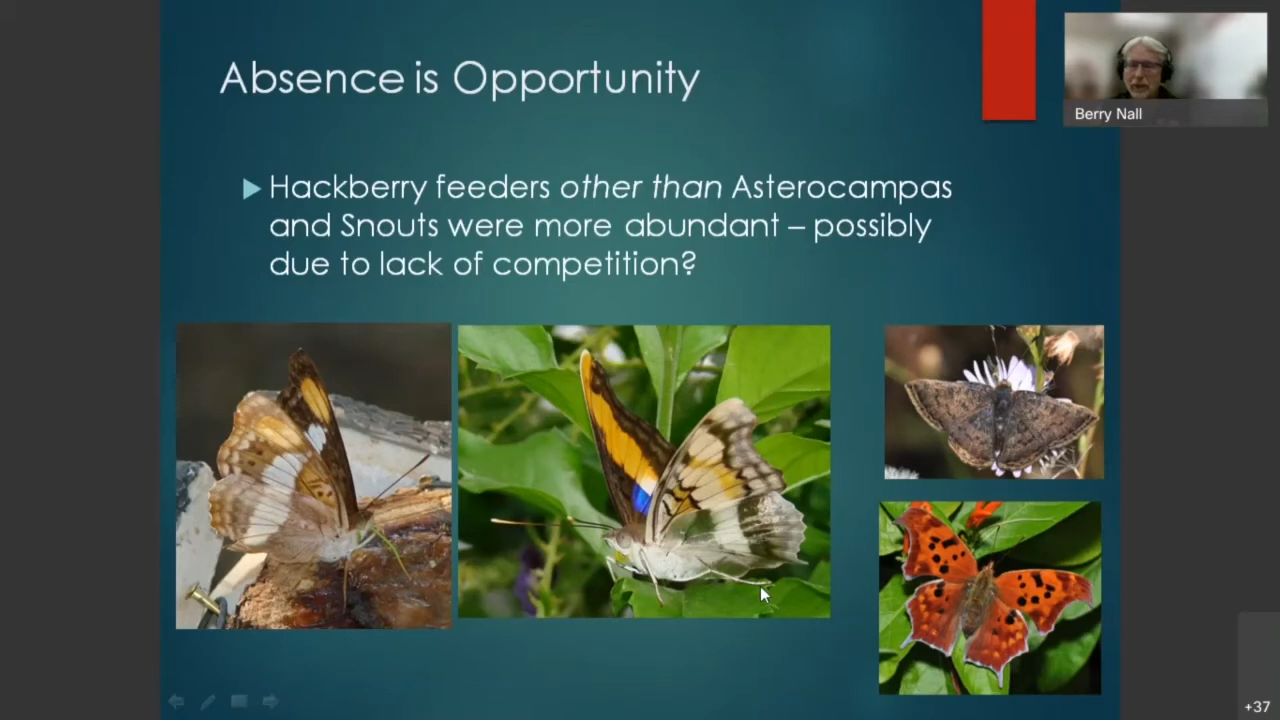 Absence is Opportunity
Berry Nall
Hackberry feeders other than Asterocampas
and Snouts were more abundant – possibly
due to lack of competition?
+37